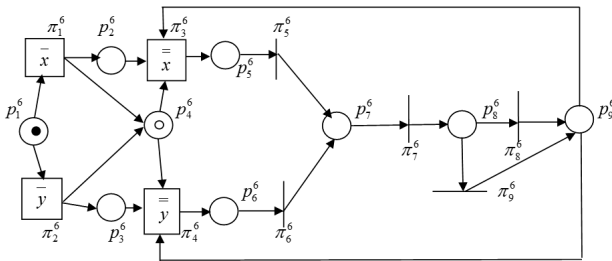 π₁⁶ p₂⁶ π₃⁶ π₅⁶
x̄ x̿ p₅⁶
p₁⁶ p₄⁶ p₇⁶ p₈⁶ p₉⁶
π₇⁶ π₈⁶
ȳ y̿ p₆⁶ π₉⁶
π₂⁶ p₃⁶ π₄⁶ π₆⁶